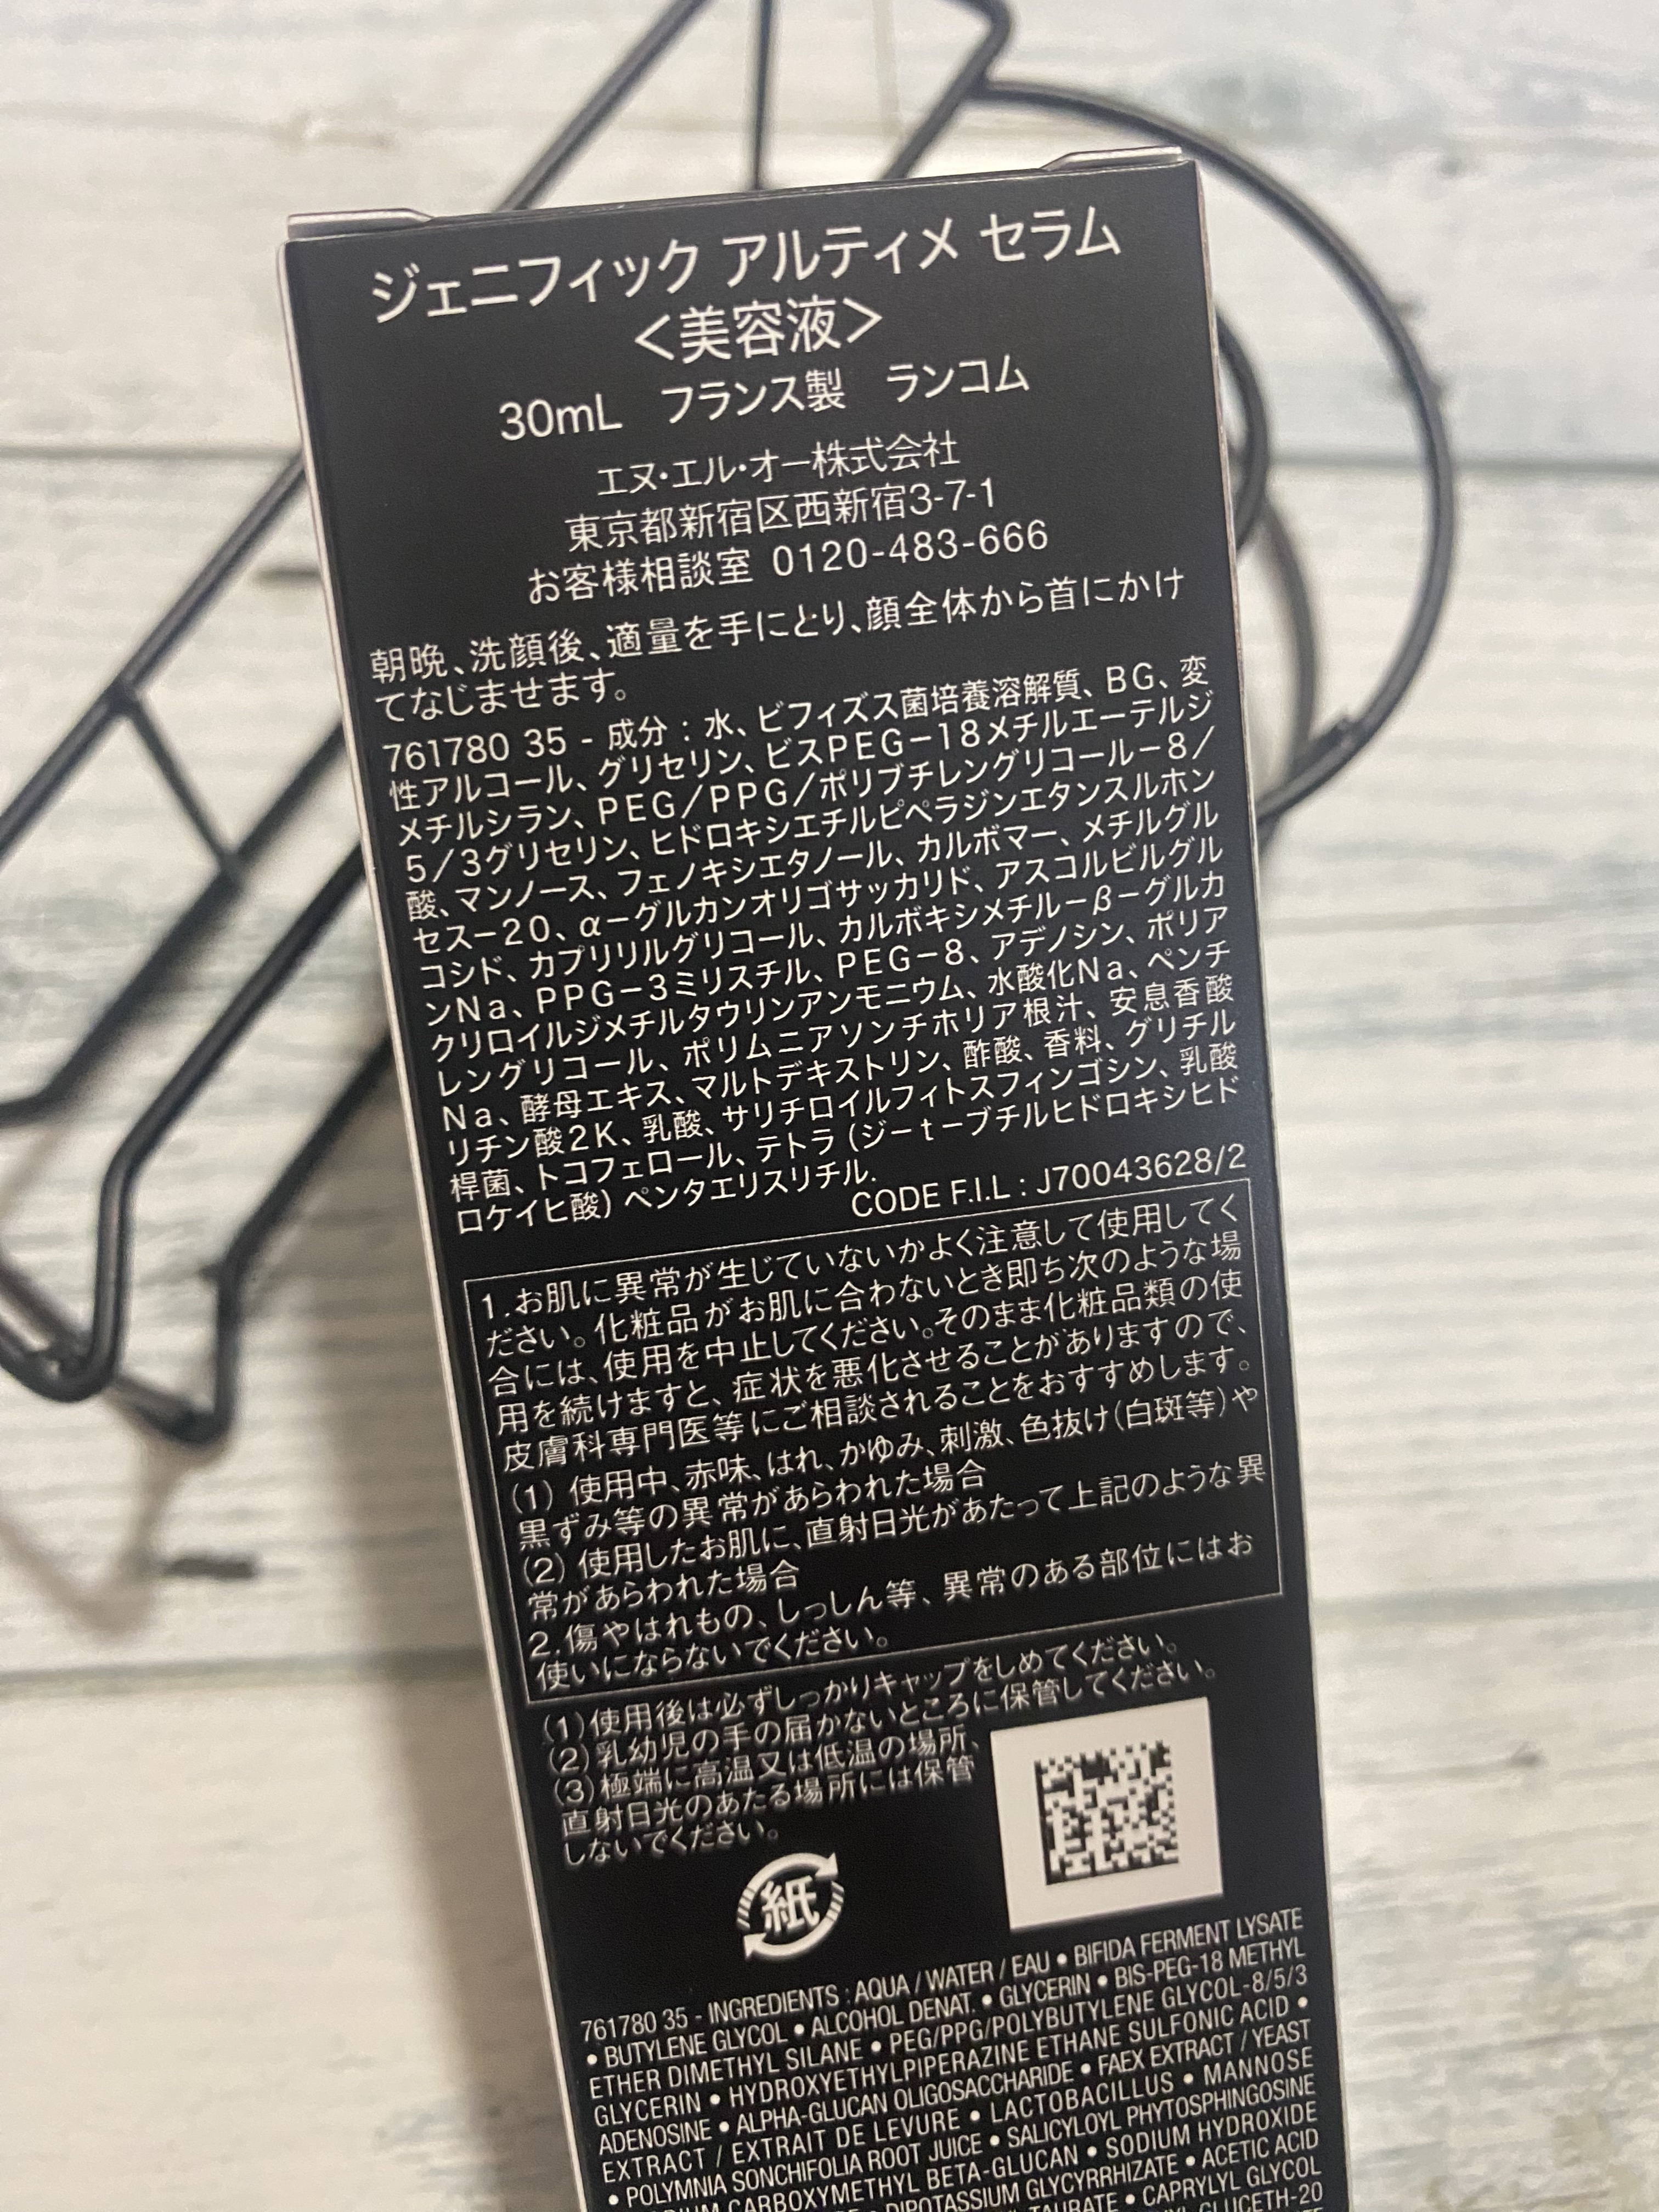 ジェニフィック アルティメ セラム
＜美容液＞
30mL フランス製 ランコム
エヌ・エル・オー株式会社
東京都新宿区西新宿3-7-1
お客様相談室 0120-483-666
朝晩、洗顔後、適量を手にとり、顔全体から首にかけ
てなじませます。
761780 35 - 成分 : 水、ビフィズス菌培養溶解質、BG、変
性アルコール、グリセリン、ビスPEG－18メチルエーテルジ
メチルシラン、PEG／PPG／ポリブチレングリコール－8／
5／3グリセリン、ヒドロキシエチルピペラジンエタンスルホン
酸、マンノース、フェノキシエタノール、カルボマー、メチルグル
セス－20、α－グルカンオリゴサッカリド、アスコルビルグル
コシド、カプリリルグリコール、カルボキシメチル－β－グルカ
ンNa、PPG－3ミリスチル、PEG－8、アデノシン、ポリア
クリロイルジメチルタウリンアンモニウム、水酸化Na、ペンチ
レングリコール、ポリムニアソンチホリア根汁、安息香酸
Na、酵母エキス、マルトデキストリン、酢酸、香料、グリチル
リチン酸2K、乳酸、サリチロイルフィトスフィンゴシン、乳酸
桿菌、トコフェロール、テトラ（ジ－t－ブチルヒドロキシヒド
ロケイヒ酸）ペンタエリスリチル.
CODE F.I.L : J70043628/2
1.お肌に異常が生じていないかよく注意して使用してく
ださい。化粧品がお肌に合わないとき即ち次のような場
合には、使用を中止してください。そのまま化粧品類の使
用を続けますと、症状を悪化させることがありますので、
皮膚科専門医等にご相談されることをおすすめします。
(1) 使用中、赤味、はれ、かゆみ、刺激、色抜け（白斑等）や
黒ずみ等の異常があらわれた場合
(2) 使用したお肌に、直射日光があたって上記のような異
常があらわれた場合
2.傷やはれもの、しっしん等、異常のある部位にはお
使いにならないでください。
(1)使用後は必ずしっかりキャップをしめてください。
(2)乳幼児の手の届かないところに保管してください。
(3)極端に高温又は低温の場所、
直射日光のあたる場所には保管
しないでください。
紙
761780 35 - INGREDIENTS : AQUA / WATER / EAU • BIFIDA FERMENT LYSATE
• BUTYLENE GLYCOL • ALCOHOL DENAT. • GLYCERIN • BIS-PEG-18 METHYL
ETHER DIMETHYL SILANE • PEG/PPG/POLYBUTYLENE GLYCOL-8/5/3
GLYCERIN • HYDROXYETHYLPIPERAZINE ETHANE SULFONIC ACID •
ADENOSINE • ALPHA-GLUCAN OLIGOSACCHARIDE • FAEX EXTRACT / YEAST
EXTRACT / EXTRAIT DE LEVURE • LACTOBACILLUS • MANNOSE
• POLYMNIA SONCHIFOLIA ROOT JUICE • SALICYLOYL PHYTOSPHINGOSINE
CARBOXYMETHYL BETA-GLUCAN • SODIUM HYDROXIDE
DIPOTASSIUM GLYCYRRHIZATE • ACETIC ACID
TAURATE • CAPRYLYL GLYCOL
GLUCETH-20